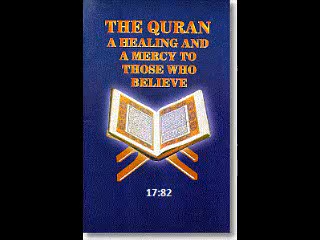 THE QURAN
A HEALING AND
A MERCY TO
THOSE WHO
BELIEVE
17:82